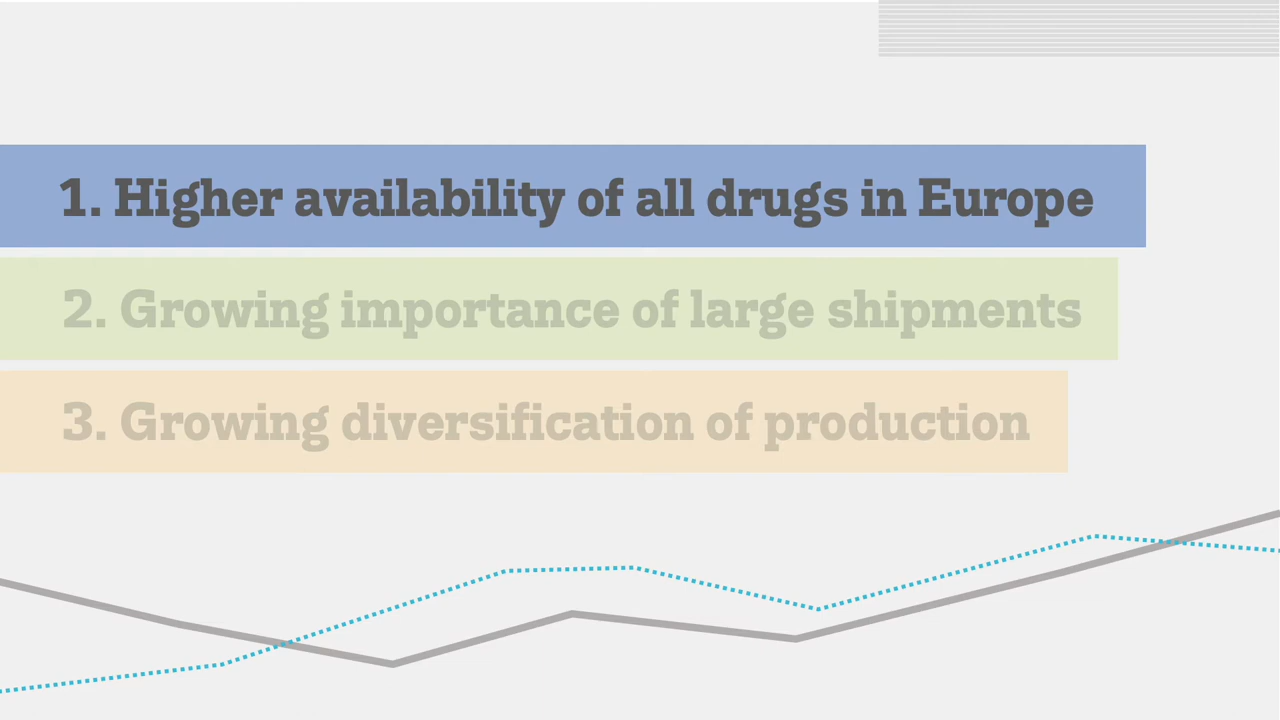 1. Higher availability of all drugs in Europe
2. Growing importance of large shipments
3. Growing diversification of production